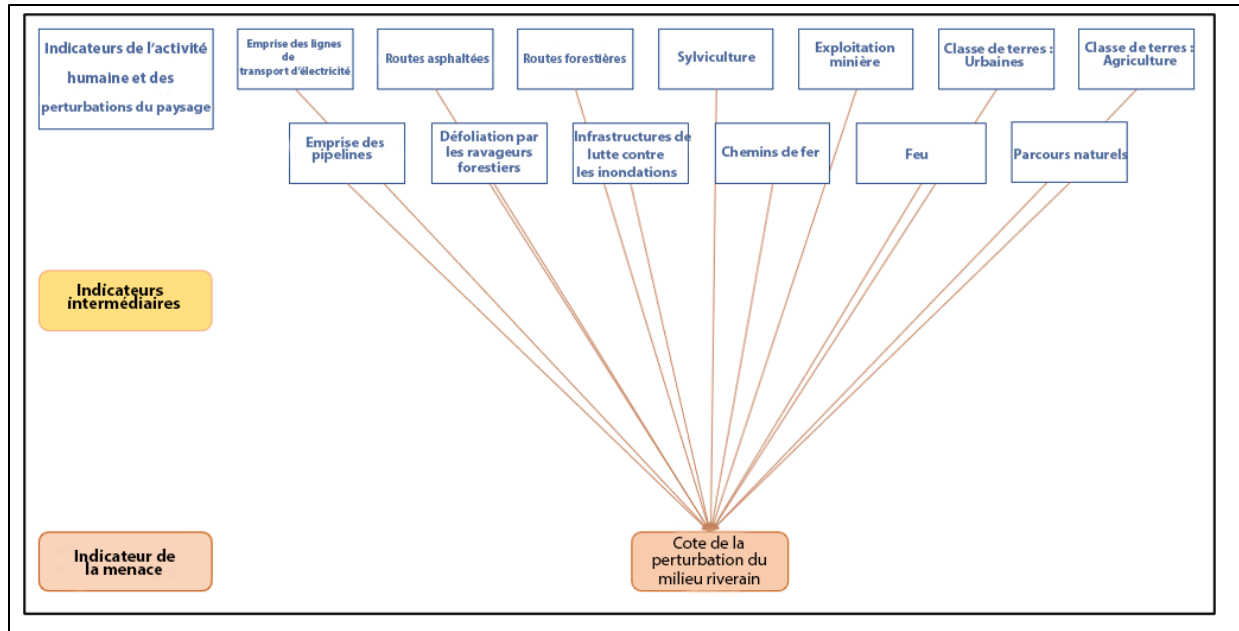 Indicateurs de l'activité
humaine et des
perturbations du paysage
Emprise des lignes
de
transport d'électricité
Routes asphaltées
Routes forestières
Sylviculture
Exploitation
minière
Classe de terres :
Urbaines
Classe de terres :
Agriculture
Emprise des
pipelines
Défoliation par
les ravageurs
forestiers
Infrastructures de
lutte contre
les inondations
Chemins de fer
Feu
Parcours naturels
Indicateurs
intermédiaires
Indicateur de
la menace
Cote de la
perturbation du
milieu riverain